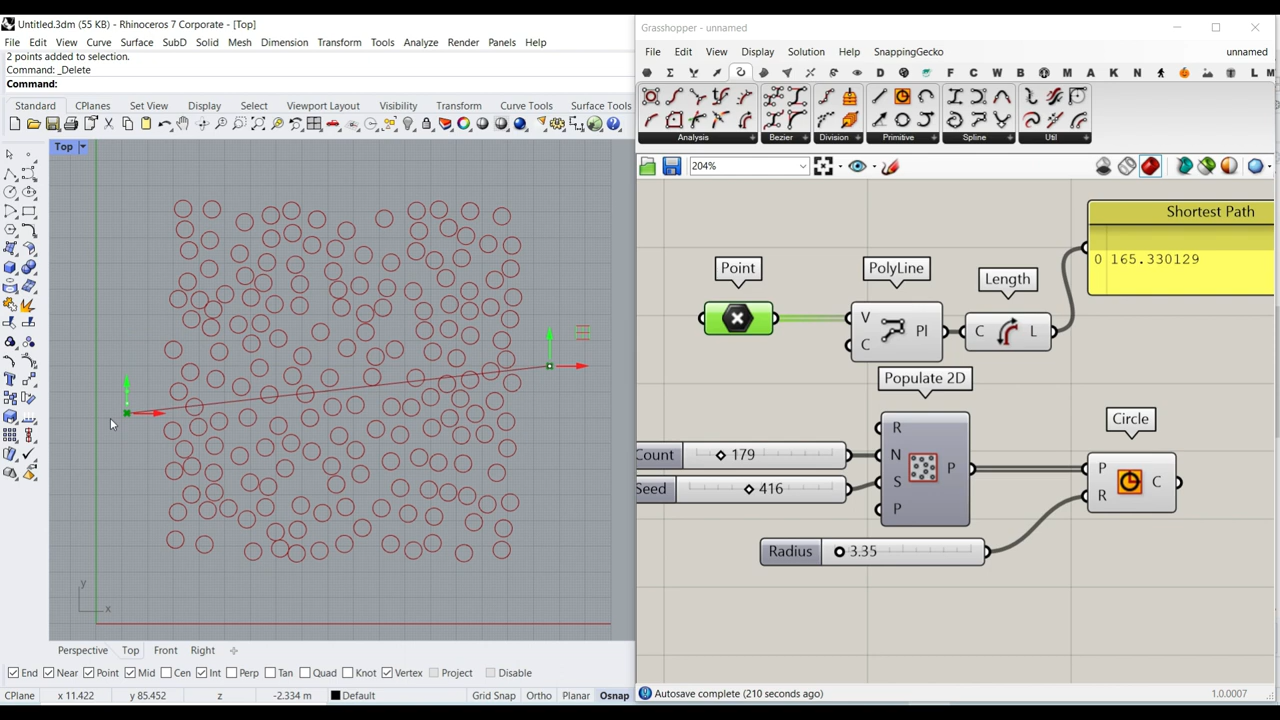 Untitled.3dm (55 KB) - Rhinoceros 7 Corporate - [Top]
File Edit View Curve Surface SubD Solid Mesh Dimension Transform Tools Analyze Render Panels Help
2 points added to selection.
Command: _Delete
Command:
Standard CPlanes Set View Display Select Viewport Layout Visibility Transform Curve Tools Surface Tools
Top
y
x
Perspective Top Front Right
End Near Point Mid Cen Int Perp Tan Quad Knot Vertex Project Disable
CPlane x 11.422 y 85.452 z -2.334 m Default Grid Snap Ortho Planar Osnap
Grasshopper - unnamed
File Edit View Display Solution Help SnappingGecko unnamed
D F C W B M A K N L M
Analysis Bezier Division Primitive Spline Util
204%
Shortest Path
0 165.330129
Point
PolyLine
Length
V
C
Pl
C L
Populate 2D
Circle
R
N
S
P
P
Count 179
Seed 416
P
R
C
Radius 3.35
Autosave complete (210 seconds ago) 1.0.0007